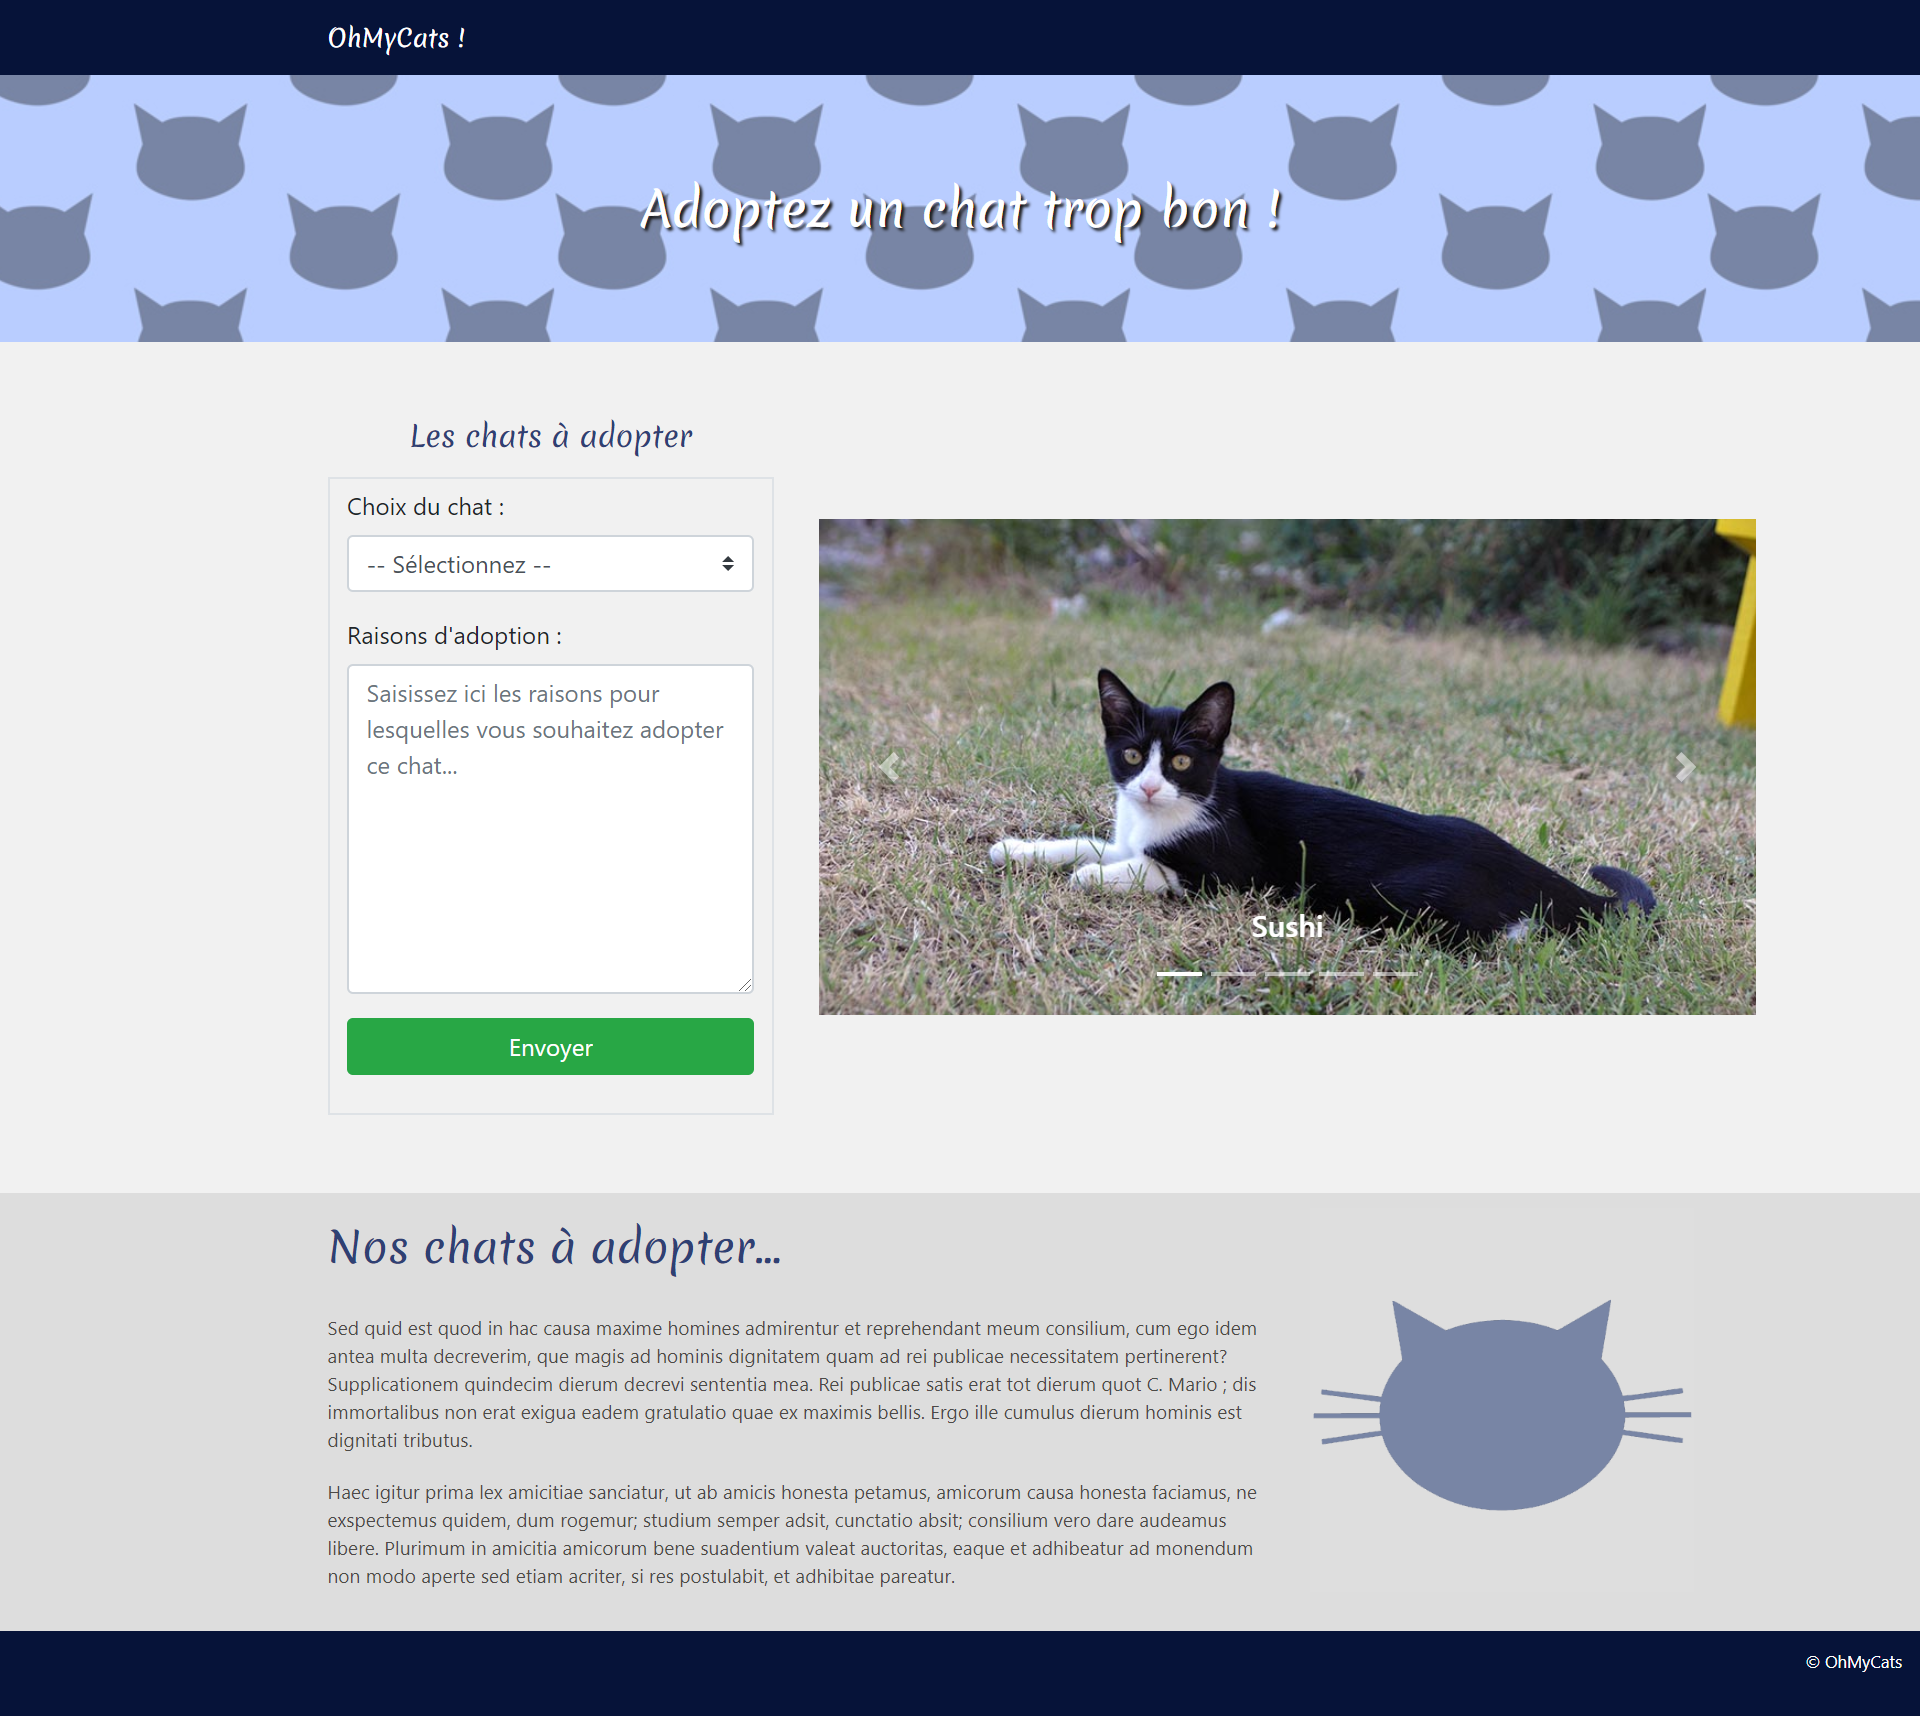 OhMyCats !
Adoptez un chat trop bon !
Les chats à adopter
Choix du chat :
-- Sélectionnez --
Raisons d'adoption :
Saisissez ici les raisons pour
lesquelles vous souhaitez adopter
ce chat...
Envoyer
Sushi
Nos chats à adopter...
Sed quid est quod in hac causa maxime homines admirentur et reprehendant meum consilium, cum ego idem
antea multa decreverim, que magis ad hominis dignitatem quam ad rei publicae necessitatem pertinerent?
Supplicationem quindecim dierum decrevi sententia mea. Rei publicae satis erat tot dierum quot C. Mario ; dis
immortalibus non erat exigua eadem gratulatio quae ex maximis bellis. Ergo ille cumulus dierum hominis est
dignitati tributus.
Haec igitur prima lex amicitiae sanciatur, ut ab amicis honesta petamus, amicorum causa honesta faciamus, ne
exspectemus quidem, dum rogemur; studium semper adsit, cunctatio absit; consilium vero dare audeamus
libere. Plurimum in amicitia amicorum bene suadentium valeat auctoritas, eaque et adhibeatur ad monendum
non modo aperte sed etiam acriter, si res postulabit, et adhibitae pareatur.
© OhMyCats